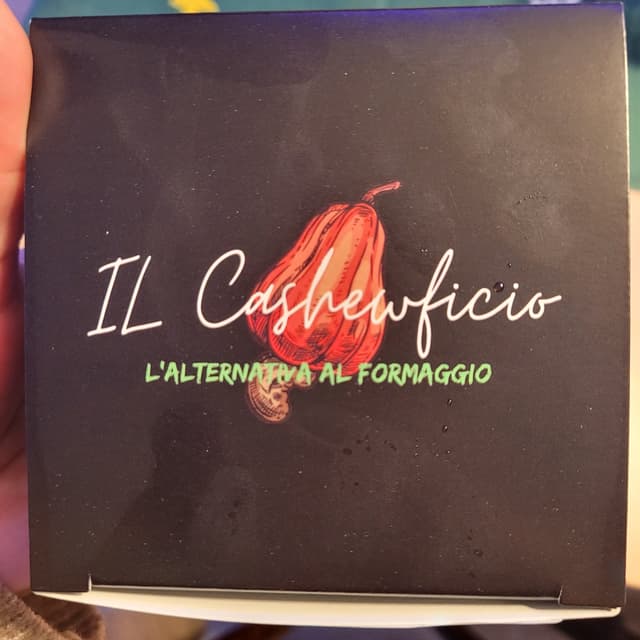 IL Cashewficio
L'ALTERNATIVA AL FORMAGGIO